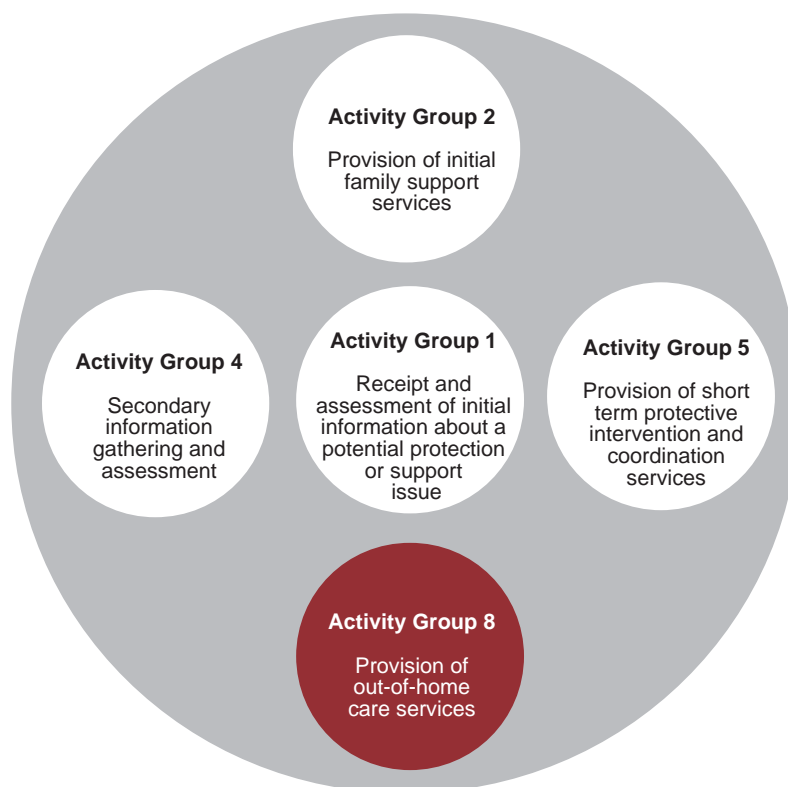 Activity Group 2
Provision of initial
family support
services
Activity Group 4
Secondary
information
gathering and
assessment
Activity Group 1
Receipt and
assessment of initial
information about a
potential protection
or support
issue
Activity Group 5
Provision of short
term protective
intervention and
coordination
services
Activity Group 8
Provision of
out-of-home
care services